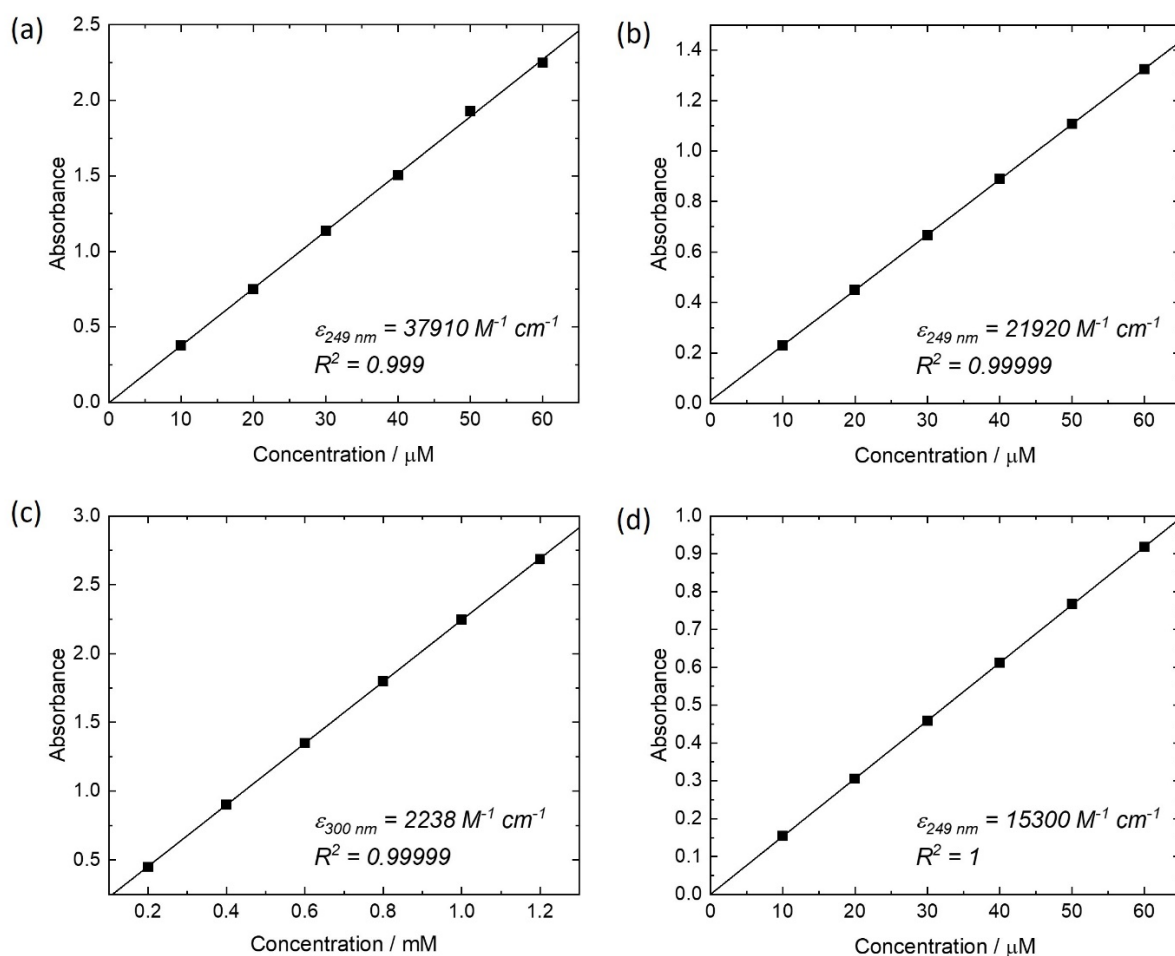 (a)
2.5
2.0
1.5
1.0
0.5
0.0
Absorbance
ε249 nm = 37910 M-1 cm-1
R2 = 0.999
0 10 20 30 40 50 60
Concentration / μM
(b)
1.4
1.2
1.0
0.8
0.6
0.4
0.2
0.0
Absorbance
ε249 nm = 21920 M-1 cm-1
R2 = 0.99999
0 10 20 30 40 50 60
Concentration / μM
(c)
3.0
2.5
2.0
1.5
1.0
0.5
Absorbance
ε300 nm = 2238 M-1 cm-1
R2 = 0.99999
0.2 0.4 0.6 0.8 1.0 1.2
Concentration / mM
(d)
1.0
0.9
0.8
0.7
0.6
0.5
0.4
0.3
0.2
0.1
0.0
Absorbance
ε249 nm = 15300 M-1 cm-1
R2 = 1
0 10 20 30 40 50 60
Concentration / μM